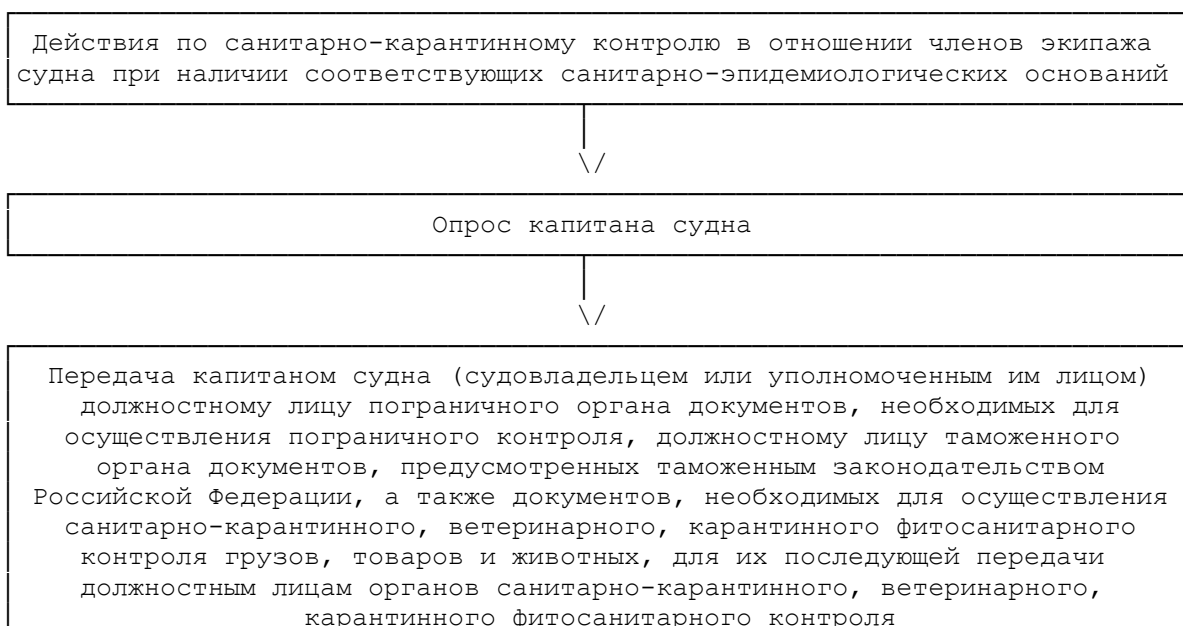 Действия по санитарно-карантинному контролю в отношении членов экипажа
судна при наличии соответствующих санитарно-эпидемиологических оснований
\/
Опрос капитана судна
\/
Передача капитаном судна (судовладельцем или уполномоченным им лицом)
должностному лицу пограничного органа документов, необходимых для
осуществления пограничного контроля, должностному лицу таможенного
органа документов, предусмотренных таможенным законодательством
Российской Федерации, а также документов, необходимых для осуществления
санитарно-карантинного, ветеринарного, карантинного фитосанитарного
контроля грузов, товаров и животных, для их последующей передачи
должностным лицам органов санитарно-карантинного, ветеринарного,
карантинного фитосанитарного контроля